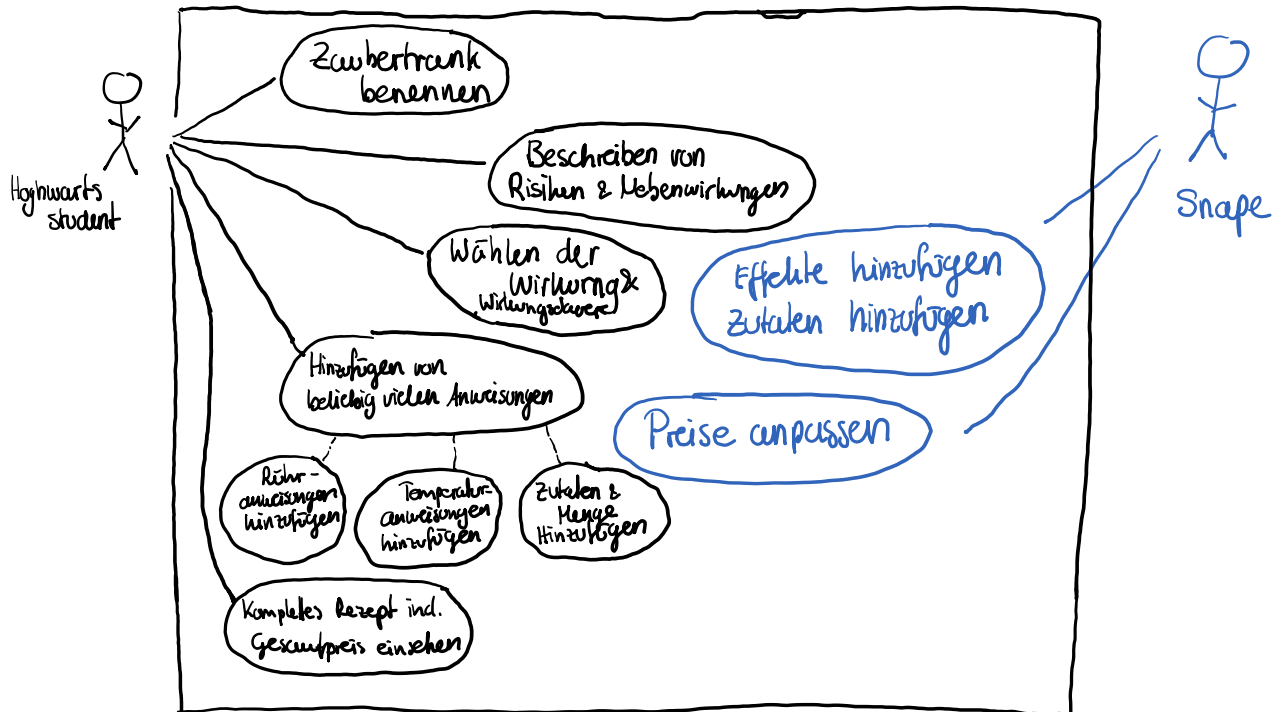 Zaubertrank
benennen
Beschreiben von
Risiken & Nebenwirkungen
Hoghwarts
student
Snape
Wählen der
Wirkung &
Wirkungsdauer
Effekte hinzufügen
Zutaten hinzufügen
Hinzufügen von
beliebig vielen Anweisungen
Preise anpassen
Rühr-
anweisungen
hinzufügen
Temperatur-
anweisungen
hinzufügen
Zutaten &
Menge
Hinzufügen
Komplettes Rezept incl.
Gesamtpreis einsehen